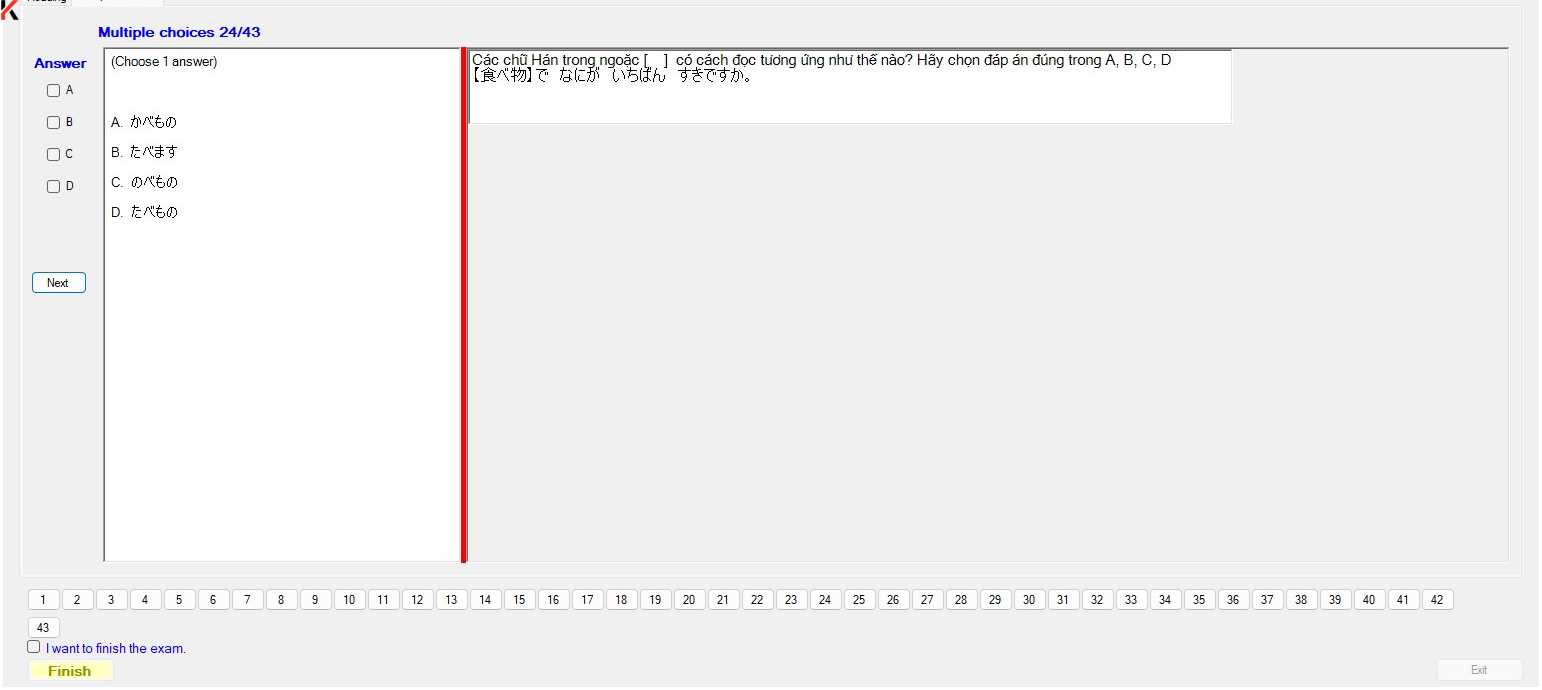 Multiple choices 24/43
Answer
A
B
C
D
Next
(Choose 1 answer)
A. かべもの
B. たべます
C. のべもの
D. たべもの
Các chữ Hán trong ngoặc [ ] có cách đọc tương ứng như thế nào? Hãy chọn đáp án đúng trong A, B, C, D
【食べ物】で なにが いちばん すきですか。
1 2 3 4 5 6 7 8 9 10 11 12 13 14 15 16 17 18 19 20 21 22 23 24 25 26 27 28 29 30 31 32 33 34 35 36 37 38 39 40 41 42
43
I want to finish the exam.
Finish
Exit